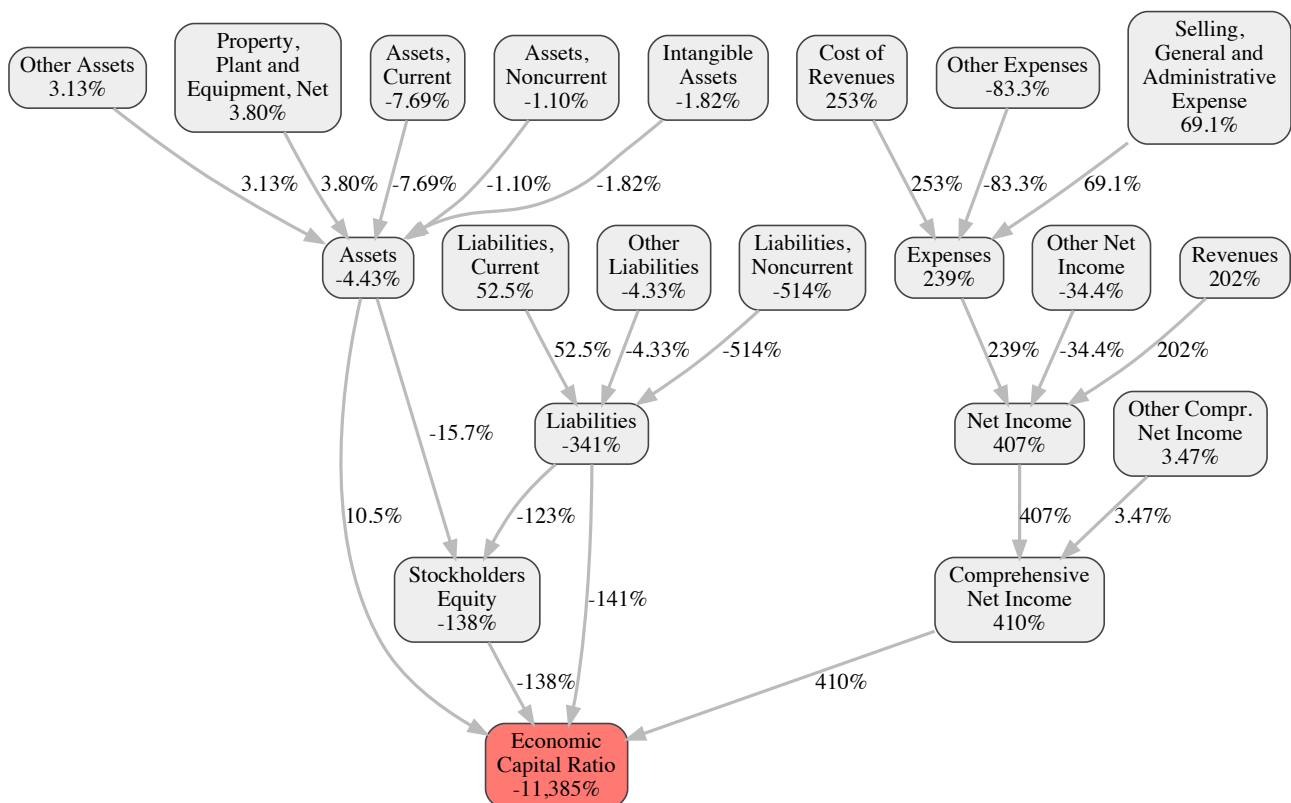 Other Assets
3.13%
Property,
Plant and
Equipment, Net
3.80%
Assets,
Current
-7.69%
Assets,
Noncurrent
-1.10%
Intangible
Assets
-1.82%
Cost of
Revenues
253%
Other Expenses
-83.3%
Selling,
General and
Administrative
Expense
69.1%
3.13%
3.80%
-7.69%
-1.10%
-1.82%
253%
-83.3%
69.1%
Assets
-4.43%
Liabilities,
Current
52.5%
Other
Liabilities
-4.33%
Liabilities,
Noncurrent
-514%
Expenses
239%
Other Net
Income
-34.4%
Revenues
202%
52.5%
-4.33%
-514%
239%
-34.4%
202%
Liabilities
-341%
Net Income
407%
Other Compr.
Net Income
3.47%
-15.7%
10.5%
-123%
407%
3.47%
Stockholders
Equity
-138%
-141%
Comprehensive
Net Income
410%
-138%
410%
Economic
Capital Ratio
-11,385%